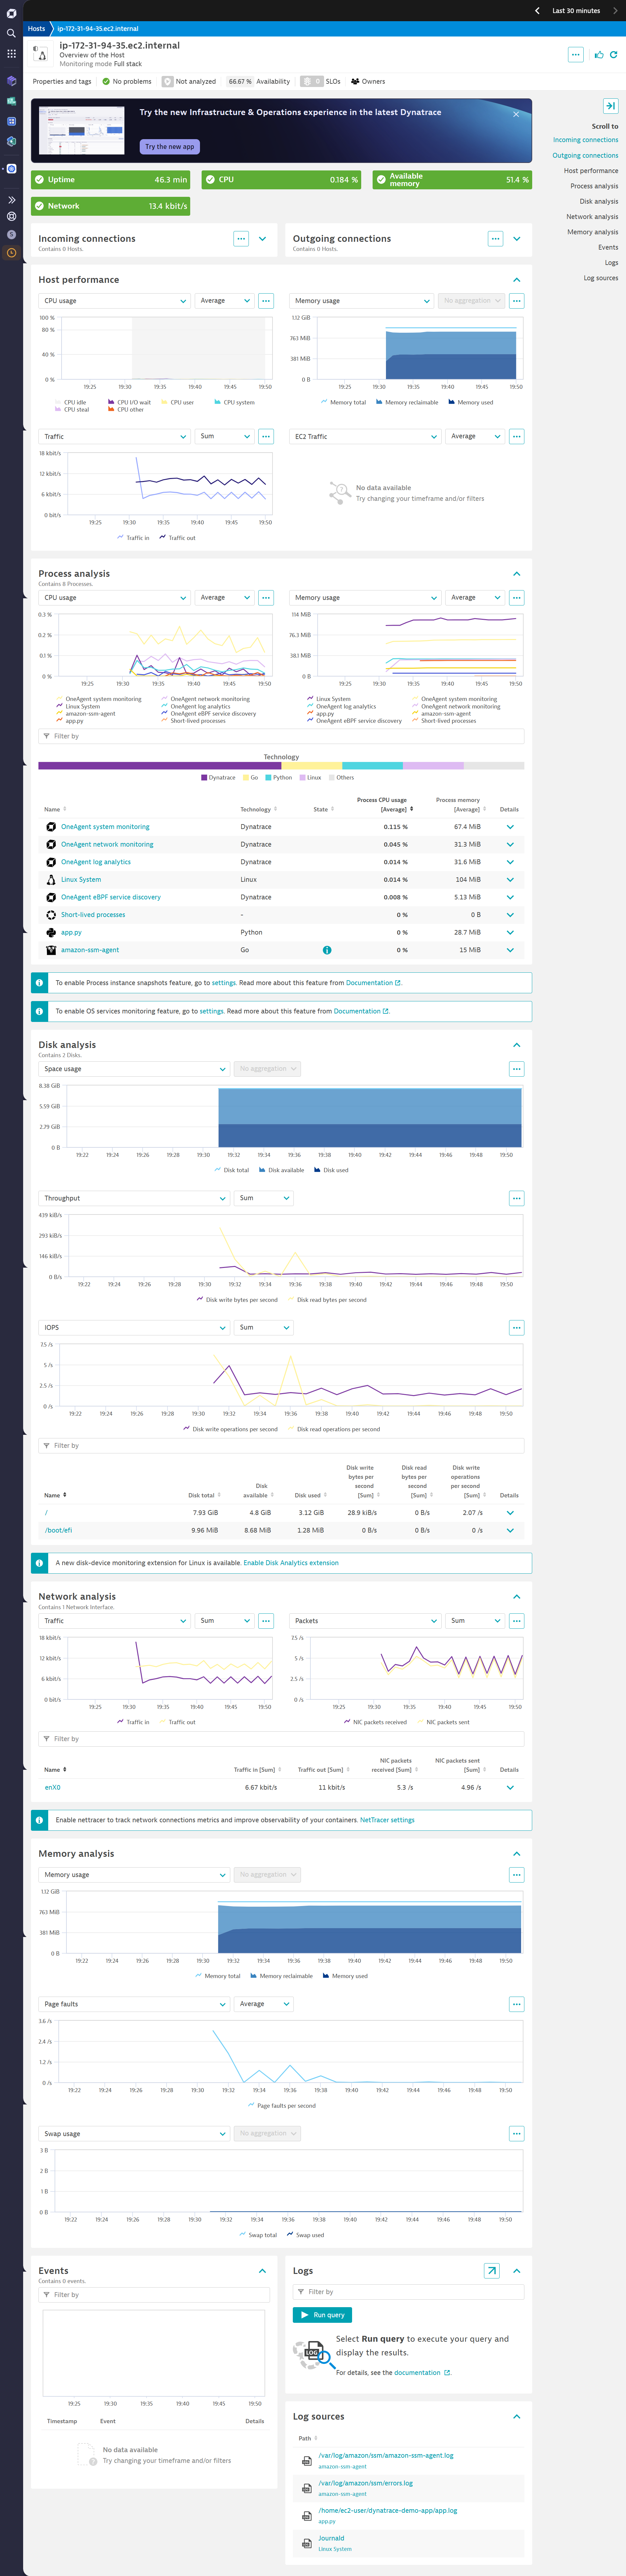 Last 30 minutes
Hosts
ip-172-31-94-35.ec2.internal
ip-172-31-94-35.ec2.internal
Overview of the Host
Monitoring mode Full stack
Properties and tags
No problems
Not analyzed
66.67 % Availability
0 SLOs
Owners
Try the new Infrastructure & Operations experience in the latest Dynatrace
Try the new app
Scroll to
Incoming connections
Outgoing connections
Host performance
Process analysis
Disk analysis
Network analysis
Memory analysis
Events
Logs
Log sources
Uptime 46.3 min
CPU 0.184 %
Available memory 51.4 %
Network 13.4 kbit/s
Incoming connections
Contains 0 Hosts.
Outgoing connections
Contains 0 Hosts.
Host performance
CPU usage Average
Memory usage No aggregation
100 %
80 %
40 %
0 %
19:25 19:30 19:35 19:40 19:45 19:50
CPU idle CPU I/O wait CPU user CPU system
CPU steal CPU other
1.12 GiB
763 MiB
381 MiB
0 B
19:25 19:30 19:35 19:40 19:45 19:50
Memory total Memory reclaimable Memory used
Traffic Sum
EC2 Traffic Average
18 kbit/s
12 kbit/s
6 kbit/s
0 bit/s
19:25 19:30 19:35 19:40 19:45 19:50
Traffic in Traffic out
No data available
Try changing your timeframe and/or filters
Process analysis
Contains 8 Processes.
CPU usage Average
Memory usage Average
0.3 %
0.2 %
0.1 %
0 %
19:25 19:30 19:35 19:40 19:45 19:50
OneAgent system monitoring OneAgent network monitoring
Linux System OneAgent log analytics
amazon-ssm-agent OneAgent eBPF service discovery
app.py Short-lived processes
114 MiB
76.3 MiB
38.1 MiB
0 B
19:25 19:30 19:35 19:40 19:45 19:50
Linux System OneAgent system monitoring
OneAgent log analytics OneAgent network monitoring
app.py amazon-ssm-agent
OneAgent eBPF service discovery Short-lived processes
Filter by
Technology
Dynatrace Go Python Linux Others
Name Technology State Process CPU usage [Average] Process memory [Average] Details
OneAgent system monitoring Dynatrace 0.115 % 67.4 MiB
OneAgent network monitoring Dynatrace 0.045 % 31.3 MiB
OneAgent log analytics Dynatrace 0.014 % 31.6 MiB
Linux System Linux 0.014 % 104 MiB
OneAgent eBPF service discovery Dynatrace 0.008 % 5.13 MiB
Short-lived processes - 0 % 0 B
app.py Python 0 % 28.7 MiB
amazon-ssm-agent Go 0 % 15 MiB
To enable Process instance snapshots feature, go to settings. Read more about this feature from Documentation.
To enable OS services monitoring feature, go to settings. Read more about this feature from Documentation.
Disk analysis
Contains 2 Disks.
Space usage No aggregation
8.38 GiB
5.59 GiB
2.79 GiB
0 B
19:22 19:24 19:26 19:28 19:30 19:32 19:34 19:36 19:38 19:40 19:42 19:44 19:46 19:48 19:50
Disk total Disk available Disk used
Throughput Sum
439 kiB/s
293 kiB/s
146 kiB/s
0 B/s
19:22 19:24 19:26 19:28 19:30 19:32 19:34 19:36 19:38 19:40 19:42 19:44 19:46 19:48 19:50
Disk write bytes per second Disk read bytes per second
IOPS Sum
7.5 /s
5 /s
2.5 /s
0 /s
19:22 19:24 19:26 19:28 19:30 19:32 19:34 19:36 19:38 19:40 19:42 19:44 19:46 19:48 19:50
Disk write operations per second Disk read operations per second
Filter by
Name Disk total Disk available Disk used Disk write bytes per second [Sum] Disk read bytes per second [Sum] Disk write operations per second [Sum] Details
/ 7.93 GiB 4.8 GiB 3.12 GiB 28.9 kiB/s 0 B/s 2.07 /s
/boot/efi 9.96 MiB 8.68 MiB 1.28 MiB 0 B/s 0 B/s 0 /s
A new disk-device monitoring extension for Linux is available. Enable Disk Analytics extension
Network analysis
Contains 1 Network Interface.
Traffic Sum
Packets Sum
18 kbit/s
12 kbit/s
6 kbit/s
0 bit/s
19:25 19:30 19:35 19:40 19:45 19:50
Traffic in Traffic out
7.5 /s
5 /s
2.5 /s
0 /s
19:25 19:30 19:35 19:40 19:45 19:50
NIC packets received NIC packets sent
Filter by
Name Traffic in [Sum] Traffic out [Sum] NIC packets received [Sum] NIC packets sent [Sum] Details
enX0 6.67 kbit/s 11 kbit/s 5.3 /s 4.96 /s
Enable nettracer to track network connections metrics and improve observability of your containers. NetTracer settings
Memory analysis
Memory usage No aggregation
1.12 GiB
763 MiB
381 MiB
0 B
19:22 19:24 19:26 19:28 19:30 19:32 19:34 19:36 19:38 19:40 19:42 19:44 19:46 19:48 19:50
Memory total Memory reclaimable Memory used
Page faults Average
3.6 /s
2.4 /s
1.2 /s
0 /s
19:22 19:24 19:26 19:28 19:30 19:32 19:34 19:36 19:38 19:40 19:42 19:44 19:46 19:48 19:50
Page faults per second
Swap usage No aggregation
3 B
2 B
1 B
0 B
19:22 19:24 19:26 19:28 19:30 19:32 19:34 19:36 19:38 19:40 19:42 19:44 19:46 19:48 19:50
Swap total Swap used
Events
Contains 0 events.
Filter by
19:25 19:30 19:35 19:40 19:45 19:50
Timestamp Event Details
No data available
Try changing your timeframe and/or filters
Logs
Filter by
Run query
LOG
Select Run query to execute your query and
display the results.
For details, see the documentation.
Log sources
Path
/var/log/amazon/ssm/amazon-ssm-agent.log
amazon-ssm-agent
/var/log/amazon/ssm/errors.log
amazon-ssm-agent
/home/ec2-user/dynatrace-demo-app/app.log
app.py
Journald
Linux System